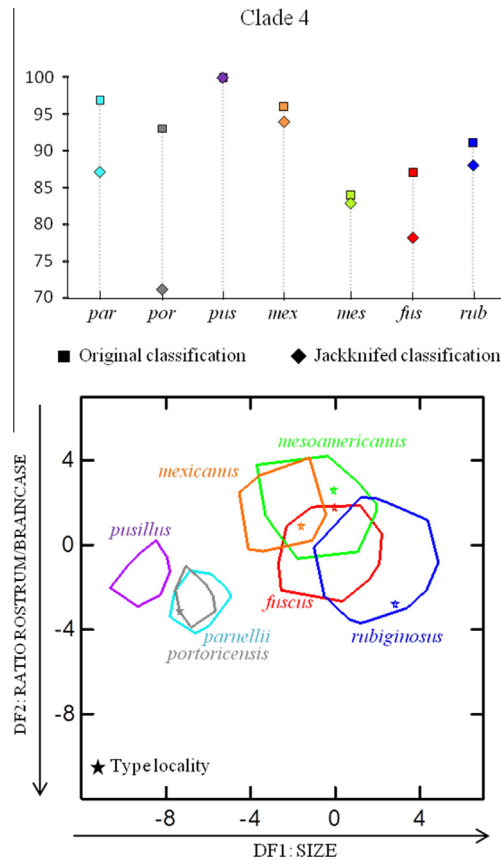 Clade 4
100
95
90
85
80
75
70
par por pus mex mes fus rub
■ Original classification ◆ Jackknifed classification
DF2: RATIO ROSTRUM/BRAINCASE
4
0
-4
-8
mesoamericanus
mexicanus
pusillus
fuscus
rubiginosus
parnellii
portoricensis
★ Type locality
-8 -4 0 4
DF1: SIZE